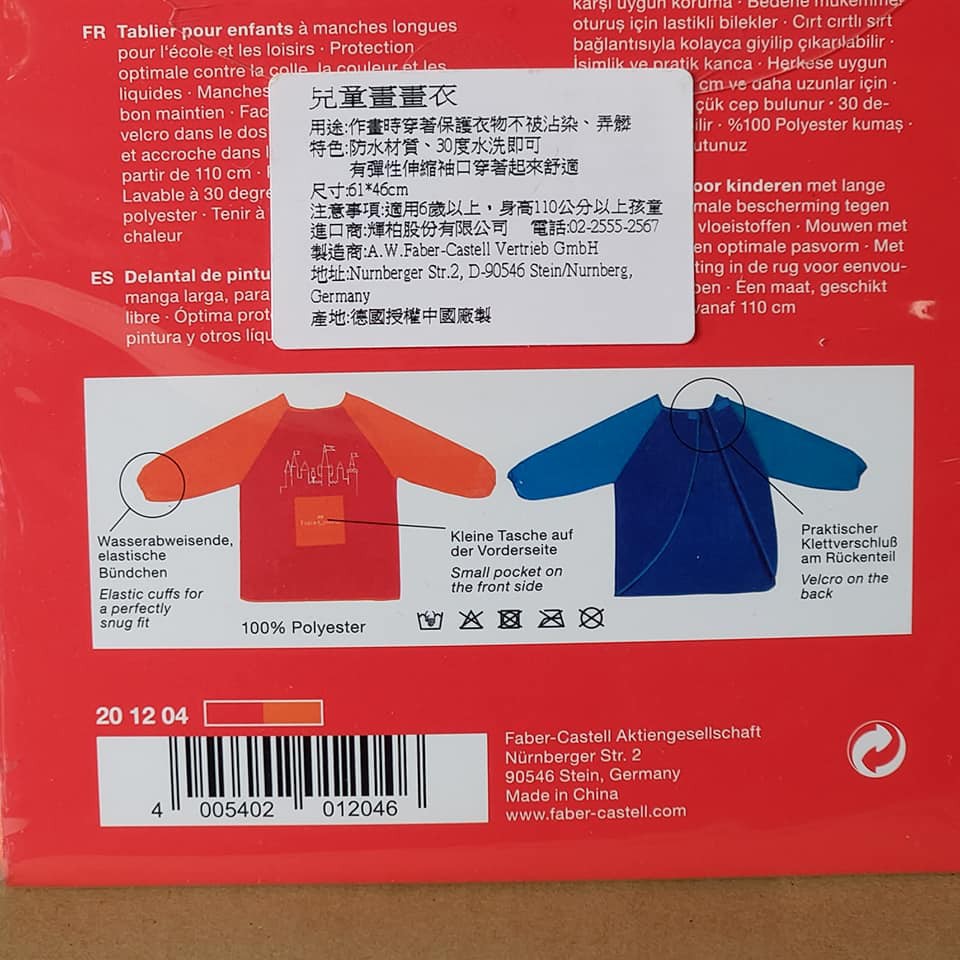 FR Tablier pour enfants à manches longues
pour l'école et les loisirs · Protection
optimale contre la colle, la couleur et les
liquides · Manches
bon maintien · Fac
velcro dans le dos
et accroche dans l
partir de 110 cm ·
Lavable à 30 degré
polyester · Tenir à
chaleur
ES Delantal de pintu
manga larga, para
libre · Óptima prot
pintura y otros líqu
karşı uygun koruma · Bedene mükemmel
oturuş için lastikli bilekler · Cırt cırtlı sırt
bağlantısıyla kolayca giyilip çıkarılabilir ·
İsimlik ve pratik kanca · Herkese uygun
cm ve daha uzunlar için ·
çük cep bulunur · 30 de-
ilir · %100 Polyester kumaş ·
utunuz
oor kinderen met lange
male bescherming tegen
vloeistoffen · Mouwen met
en optimale pasvorm · Met
ting in de rug voor eenvou-
en · Één maat, geschikt
vanaf 110 cm
兒童畫畫衣
用途:作畫時穿著保護衣物不被沾染、弄髒
特色:防水材質、30度水洗即可
有彈性伸縮袖口穿著起來舒適
尺寸:61*46cm
注意事項:適用6歲以上，身高110公分以上孩童
進口商:輝柏股份有限公司 電話:02-2555-2567
製造商:A.W.Faber-Castell Vertrieb GmbH
地址:Nurnberger Str.2, D-90546 Stein/Nurnberg,
Germany
產地:德國授權中國廠製
Wasserabweisende,
elastische
Bündchen
Elastic cuffs for
a perfectly
snug fit
Kleine Tasche auf
der Vorderseite
Small pocket on
the front side
Praktischer
Klettverschluß
am Rückenteil
Velcro on the
back
100% Polyester
20 12 04
4 005402 012046
Faber-Castell Aktiengesellschaft
Nürnberger Str. 2
90546 Stein, Germany
Made in China
www.faber-castell.com